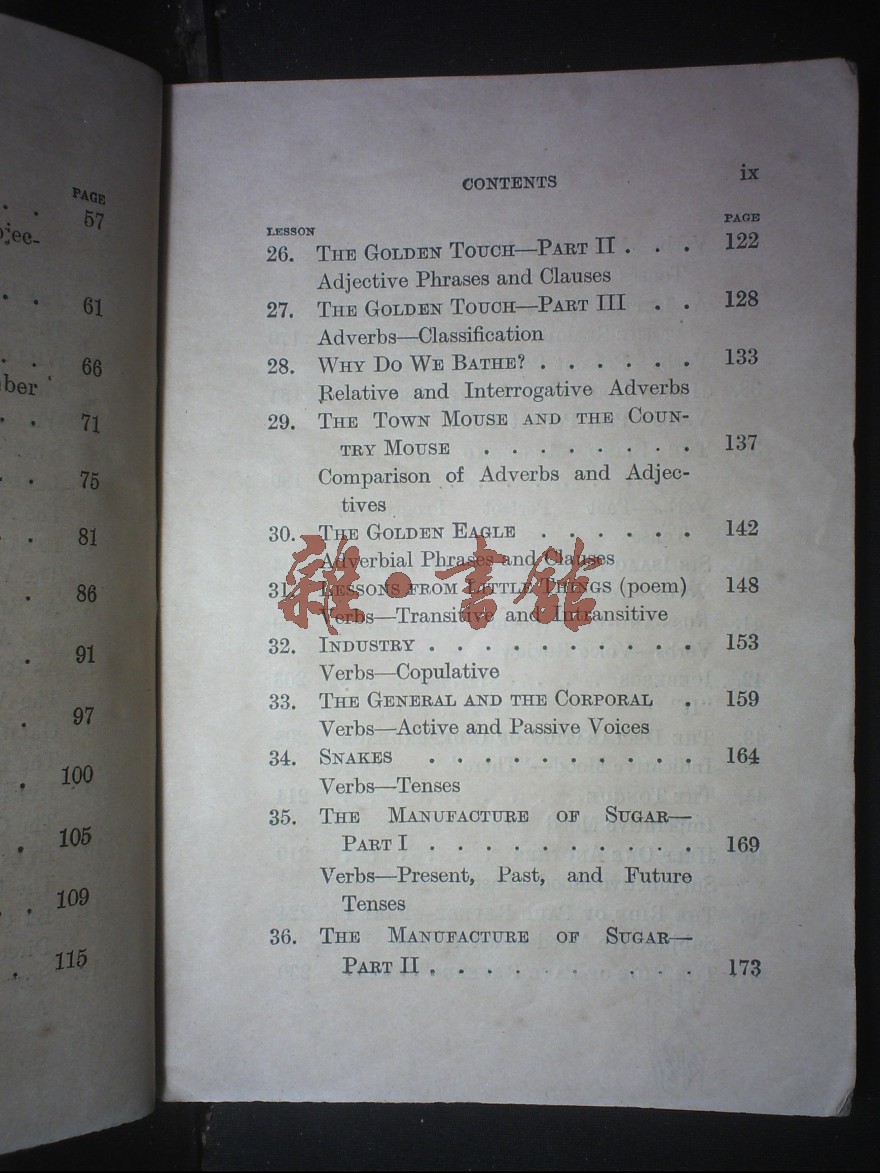 PAGE
57
61
66
ber
71
75
81
86
91
97
100
105
109
115
CONTENTS ix
LESSON PAGE
26. THE GOLDEN TOUCH—PART II . . . 122
Adjective Phrases and Clauses
27. THE GOLDEN TOUCH—PART III . . 128
Adverbs—Classification
28. WHY DO WE BATHE? . . . . . . 133
Relative and Interrogative Adverbs
29. THE TOWN MOUSE AND THE COUN-
TRY MOUSE . . . . . . . . 137
Comparison of Adverbs and Adjec-
tives
30. THE GOLDEN EAGLE . . . . . . 142
Adverbial Phrases and Clauses
31. LESSONS FROM LITTLE THINGS (poem) 148
Verbs—Transitive and Intransitive
32. INDUSTRY . . . . . . . . . . 153
Verbs—Copulative
33. THE GENERAL AND THE CORPORAL . 159
Verbs—Active and Passive Voices
34. SNAKES . . . . . . . . . . 164
Verbs—Tenses
35. THE MANUFACTURE OF SUGAR—
PART I . . . . . . . . . . 169
Verbs—Present, Past, and Future
Tenses
36. THE MANUFACTURE OF SUGAR—
PART II . . . . . . . . . . 173
雜·書館